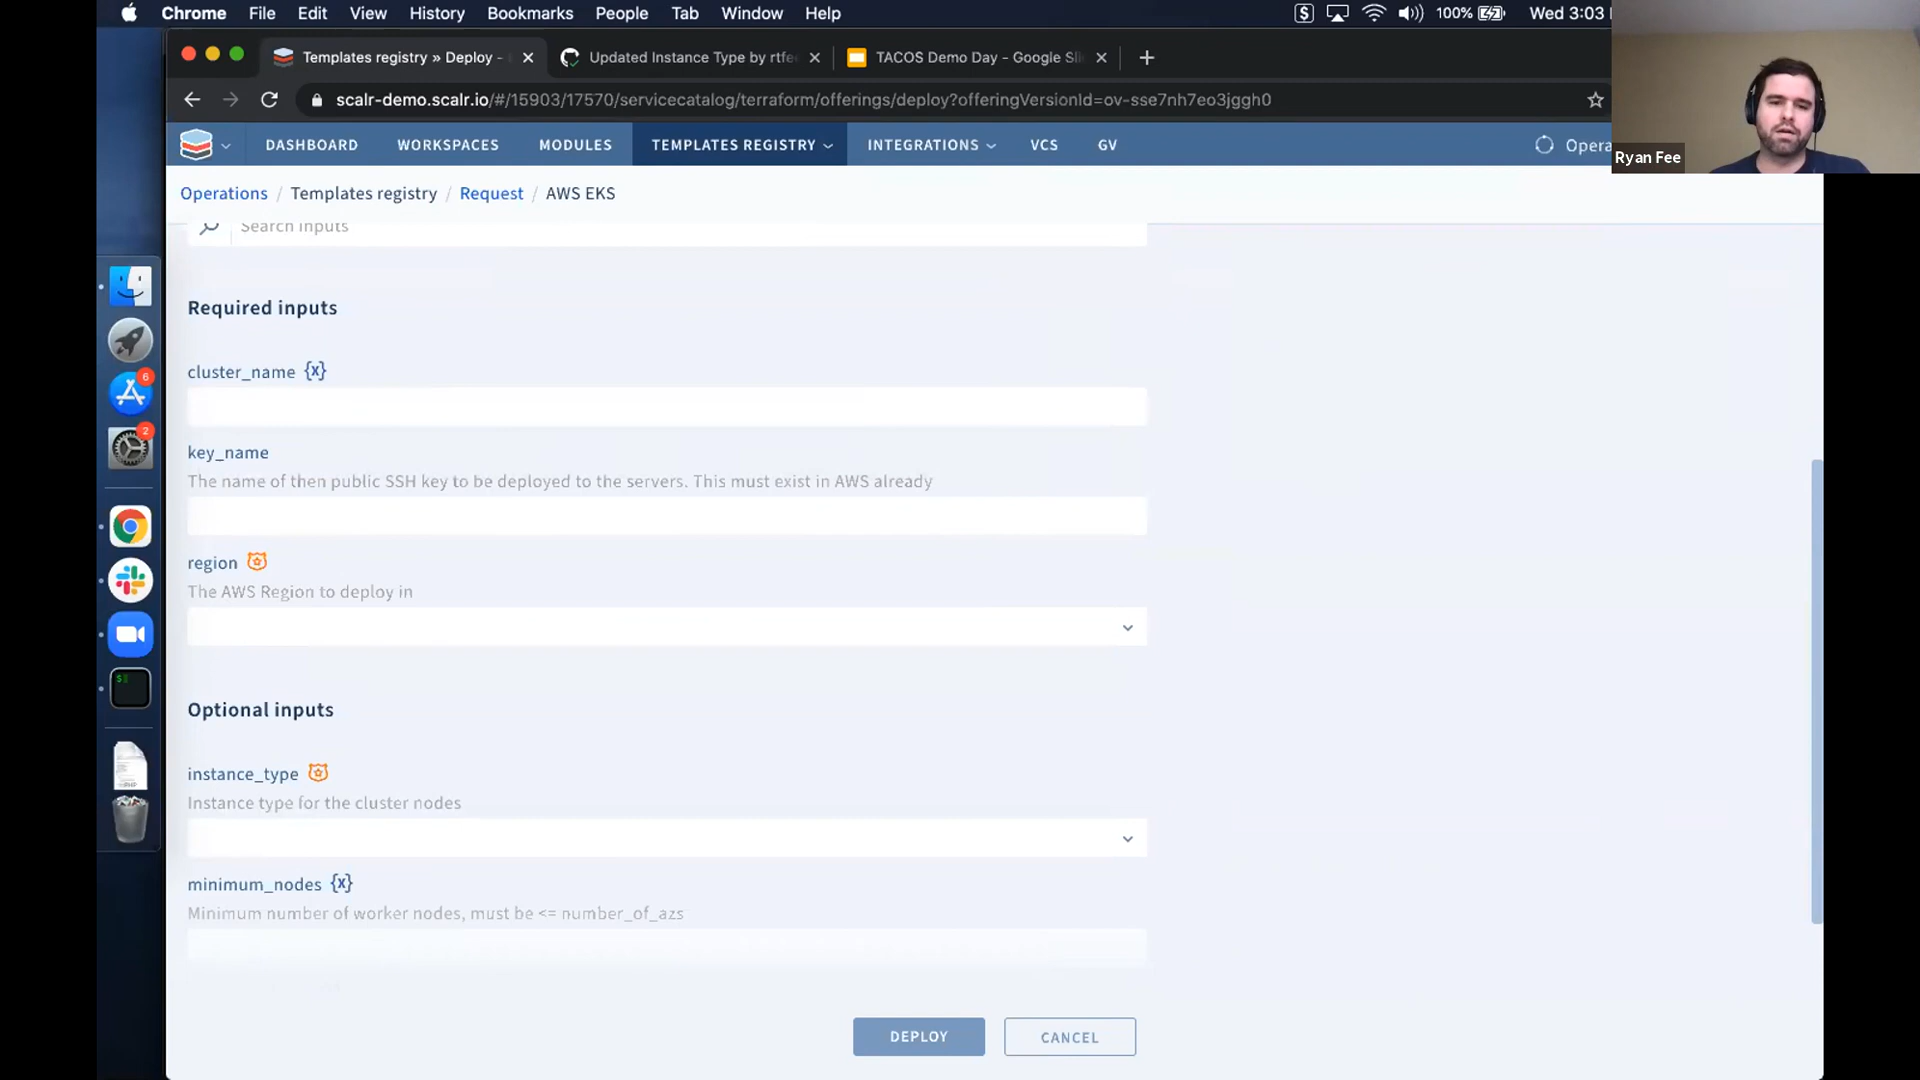 Chrome File Edit View History Bookmarks People Tab Window Help 100% Wed 3:03
Templates registry » Deploy - Updated Instance Type by rtfe TACOS Demo Day - Google Sli
scalr-demo.scalr.io/#/15903/17570/servicecatalog/terraform/offerings/deploy?offeringVersionId=ov-sse7nh7eo3jggh0
DASHBOARD WORKSPACES MODULES TEMPLATES REGISTRY INTEGRATIONS VCS GV Opera
Ryan Fee
Operations / Templates registry / Request / AWS EKS
Search inputs
Required inputs
cluster_name {x}
key_name
The name of then public SSH key to be deployed to the servers. This must exist in AWS already
region
The AWS Region to deploy in
Optional inputs
instance_type
Instance type for the cluster nodes
minimum_nodes {x}
Minimum number of worker nodes, must be <= number_of_azs
DEPLOY CANCEL
6
2
$